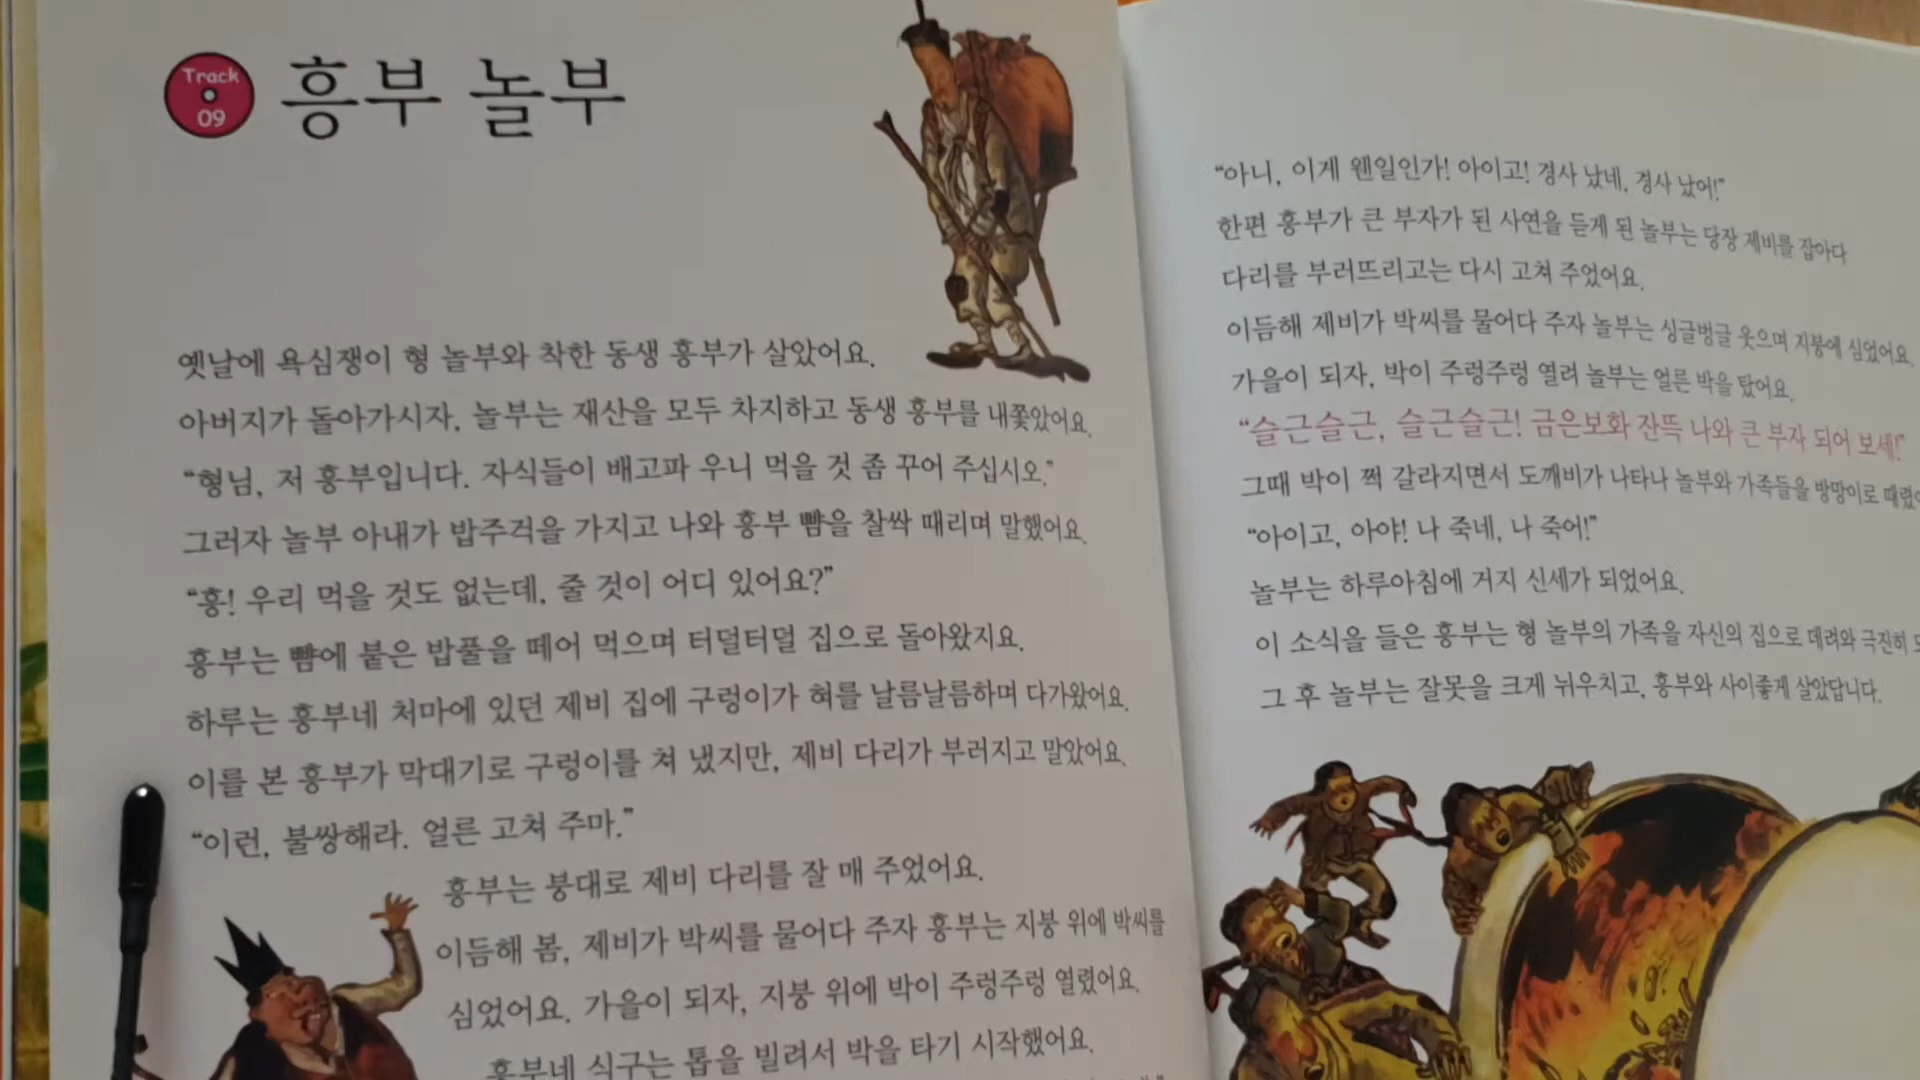 Track
09
흥부 놀부
옛날에 욕심쟁이 형 놀부와 착한 동생 흥부가 살았어요.
아버지가 돌아가시자, 놀부는 재산을 모두 차지하고 동생 흥부를 내쫓았어요.
“형님, 저 흥부입니다. 자식들이 배고파 우니 먹을 것 좀 꾸어 주십시오.”
그러자 놀부 아내가 밥주걱을 가지고 나와 흥부 뺨을 찰싹 때리며 말했어요.
“흥! 우리 먹을 것도 없는데, 줄 것이 어디 있어요?”
흥부는 뺨에 붙은 밥풀을 떼어 먹으며 터덜터덜 집으로 돌아왔지요.
하루는 흥부네 처마에 있던 제비 집에 구렁이가 혀를 날름날름하며 다가왔어요.
이를 본 흥부가 막대기로 구렁이를 쳐 냈지만, 제비 다리가 부러지고 말았어요.
“이런, 불쌍해라. 얼른 고쳐 주마.”
흥부는 붕대로 제비 다리를 잘 매 주었어요.
이듬해 봄, 제비가 박씨를 물어다 주자 흥부는 지붕 위에 박씨를
심었어요. 가을이 되자, 지붕 위에 박이 주렁주렁 열렸어요.
흥부네 식구는 톱을 빌려서 박을 타기 시작했어요.
“아니, 이게 웬일인가! 아이고! 경사 났네, 경사 났어!”
한편 흥부가 큰 부자가 된 사연을 듣게 된 놀부는 당장 제비를 잡아다
다리를 부러뜨리고는 다시 고쳐 주었어요.
이듬해 제비가 박씨를 물어다 주자 놀부는 싱글벙글 웃으며 지붕에 심었어요.
가을이 되자, 박이 주렁주렁 열려 놀부는 얼른 박을 탔어요.
“슬근슬근, 슬근슬근! 금은보화 잔뜩 나와 큰 부자 되어 보세!”
그때 박이 쩍 갈라지면서 도깨비가 나타나 놀부와 가족들을 방망이로 때렸어
“아이고, 아야! 나 죽네, 나 죽어!”
놀부는 하루아침에 거지 신세가 되었어요.
이 소식을 들은 흥부는 형 놀부의 가족을 자신의 집으로 데려와 극진히
그 후 놀부는 잘못을 크게 뉘우치고, 흥부와 사이좋게 살았답니다.